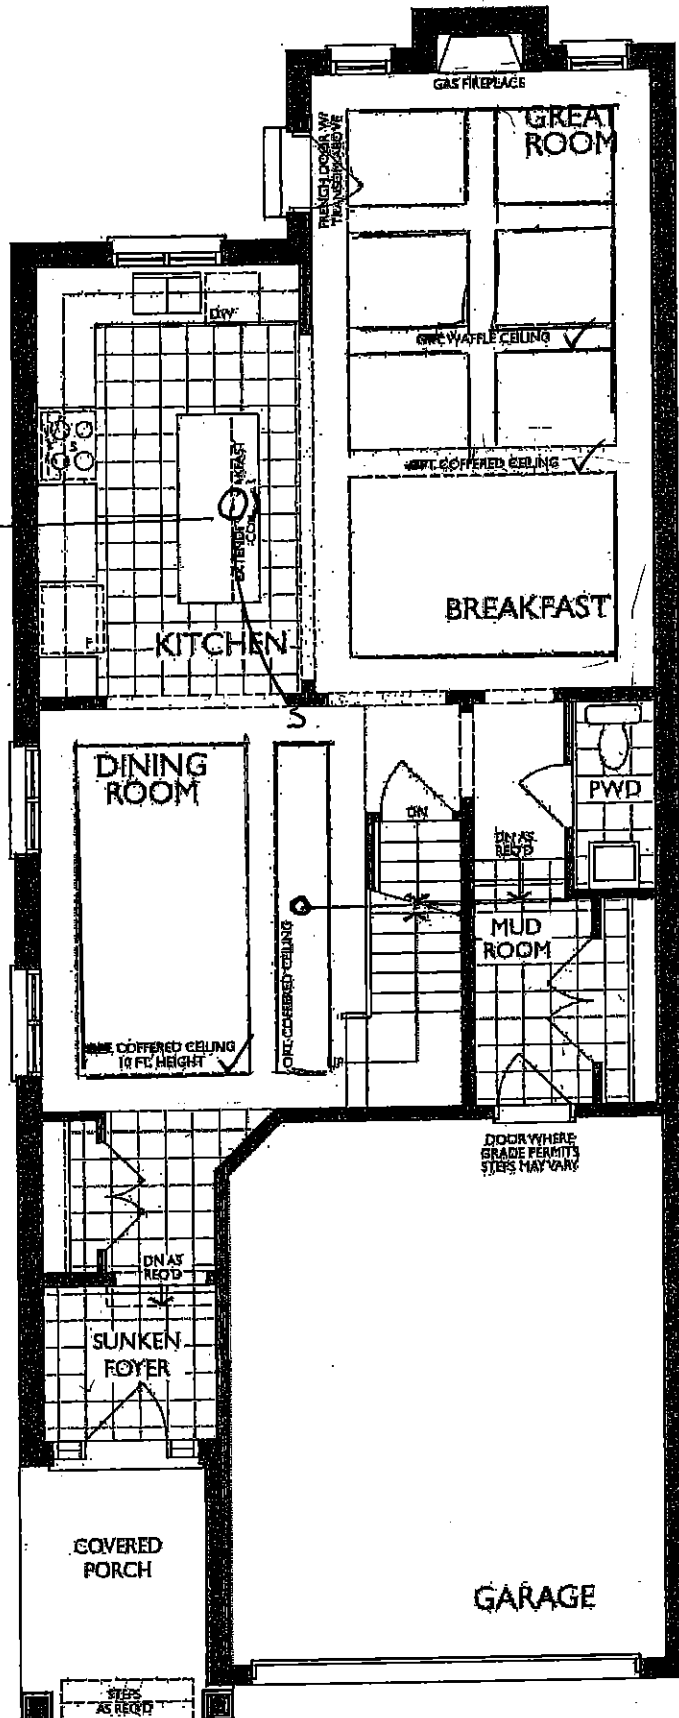 GAS FIREPLACE
GREAT
ROOM
FRENCH DOOR W/
TRANSOM ABOVE
DW
WAFFLE CEILING
COFFERED CEILING
S
BREAKFAST
F
KITCHEN
S
DINING
ROOM
DN
PWD
DN AS
REQ'D
MUD
ROOM
COFFERED CEILING
COFFERED CEILING
10 FT. HEIGHT
UP
DOOR WHERE
GRADE PERMITS
STEPS MAY VARY
DN AS
REQ'D
SUNKEN
FOYER
COVERED
PORCH
GARAGE
STEPS
AS REQ'D